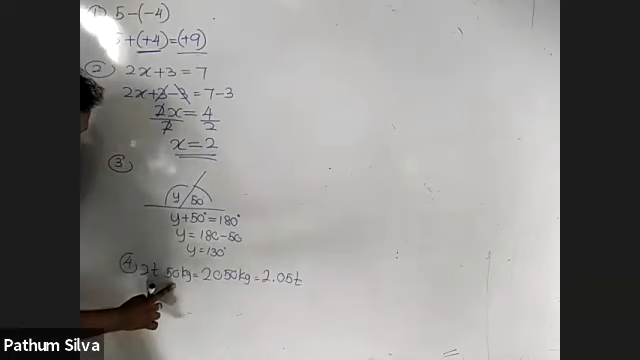 1) 5-(-4)
5+(+4)=(+9)
2 2x+3=7
2x+3-3=7-3
2x/2=4/2
x=2
3
y 50
y+50°=180°
y=180-50
y=130°
4 2t 50kg=2050kg=2.05t
Pathum Silva